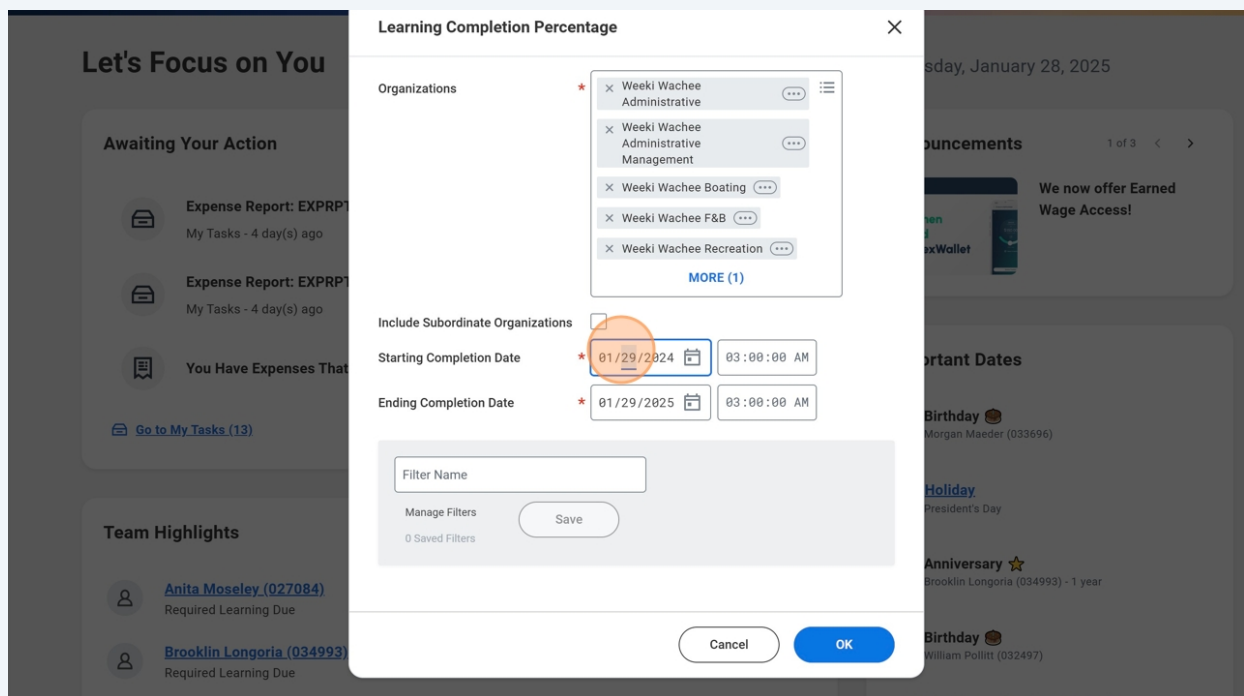 Learning Completion Percentage
Let's Focus on You
sday, January 28, 2025
Organizations
*
Weeki Wachee
Administrative
Weeki Wachee
Administrative
Management
Weeki Wachee Boating
Weeki Wachee F&B
Weeki Wachee Recreation
MORE (1)
Include Subordinate Organizations
Starting Completion Date
*
01/29/2024
03:00:00 AM
Ending Completion Date
*
01/29/2025
03:00:00 AM
Filter Name
Manage Filters
Save
0 Saved Filters
Cancel
OK
Awaiting Your Action
Expense Report: EXPRPT
My Tasks - 4 day(s) ago
Expense Report: EXPRPT
My Tasks - 4 day(s) ago
You Have Expenses That
Go to My Tasks (13)
Team Highlights
Anita Moseley (027084)
Required Learning Due
Brooklin Longoria (034993)
Required Learning Due
ouncements
1 of 3
We now offer Earned
Wage Access!
exWallet
ortant Dates
Birthday
Morgan Maeder (033696)
Holiday
President's Day
Anniversary
Brooklin Longoria (034993) - 1 year
Birthday
William Pollitt (032497)